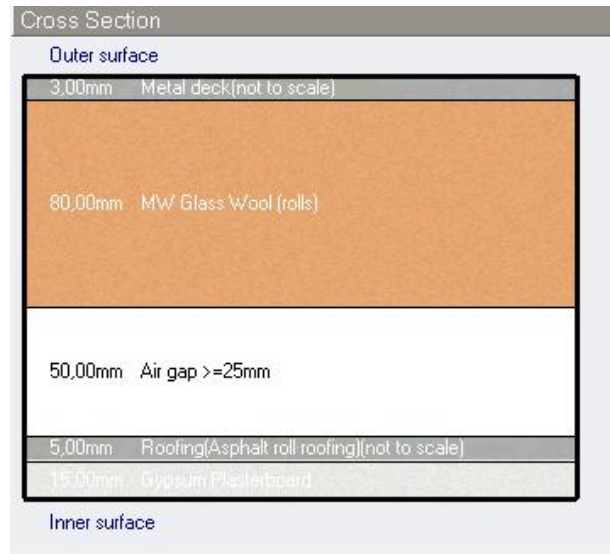 Cross Section
Outer surface
3,00mm Metal deck(not to scale)
80,00mm MW Glass Wool (rolls)
50,00mm Air gap >=25mm
5,00mm Roofing(Asphalt roll roofing)(not to scale)
15,00mm Gypsum Plasterboard
Inner surface